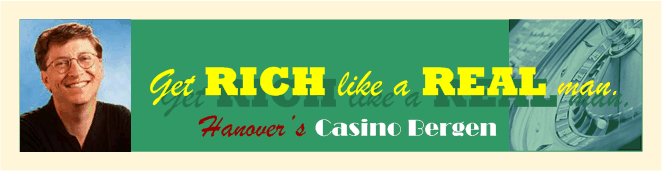 Get RICH like a REAL man.
Hanover's Casino Bergen